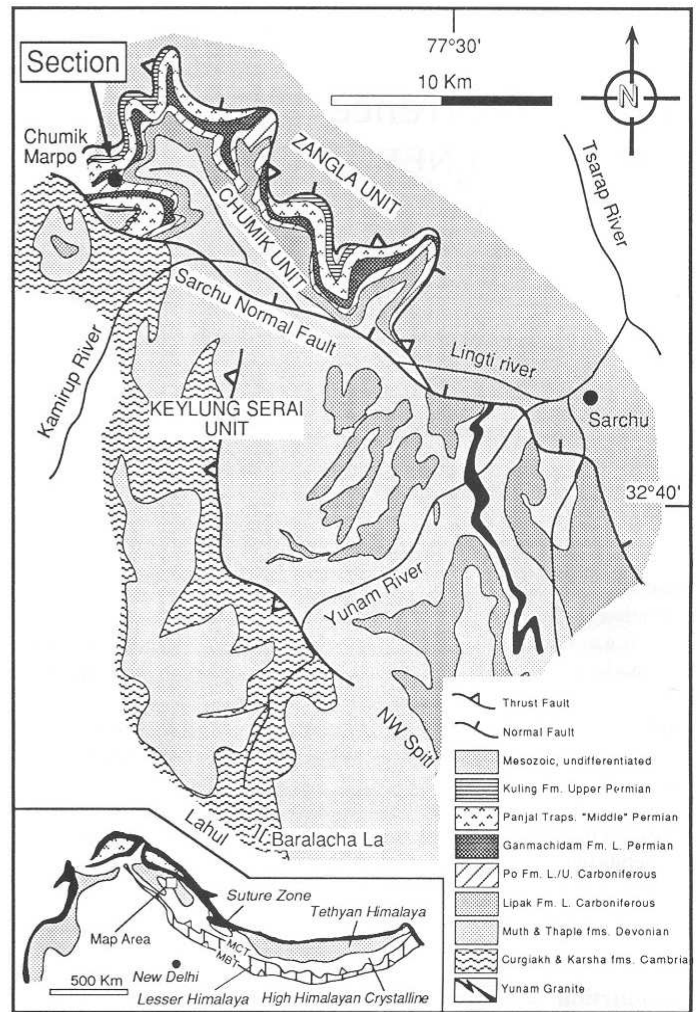 77°30'
Section
10 Km
N
Chumik
Marpo
ZANGLA UNIT
Tsarap River
CHUMIK UNIT
Sarchu Normal Fault
Kamirup River
Lingti river
KEYLUNG SERAI
UNIT
Sarchu
32°40'
Yunam River
NW Spiti
Lahul
Baralacha La
Thrust Fault
Normal Fault
Mesozoic, undifferentiated
Kuling Fm. Upper Permian
Panjal Traps. "Middle" Permian
Ganmachidam Fm. L. Permian
Po Fm. L./U. Carboniferous
Lipak Fm. L. Carboniferous
Muth & Thaple fms. Devonian
Curgiakh & Karsha fms. Cambrian
Yunam Granite
Suture Zone
Tethyan Himalaya
Map Area
MCT
MBT
New Delhi
500 Km
Lesser Himalaya
High Himalayan Crystalline